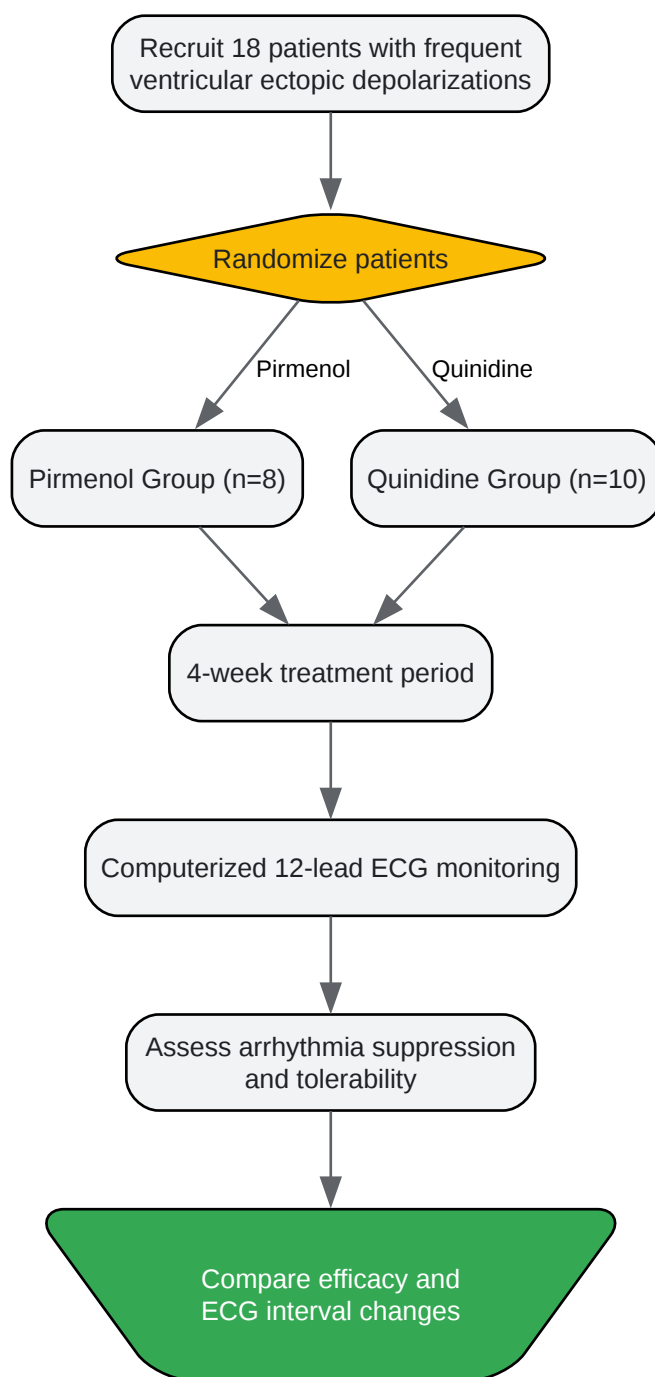 Recruit 18 patients with frequent
ventricular ectopic depolarizations
Randomize patients
Pirmenol
Quinidine
Pirmenol Group (n=8)
Quinidine Group (n=10)
4-week treatment period
Computerized 12-lead ECG monitoring
Assess arrhythmia suppression
and tolerability
Compare efficacy and
ECG interval changes